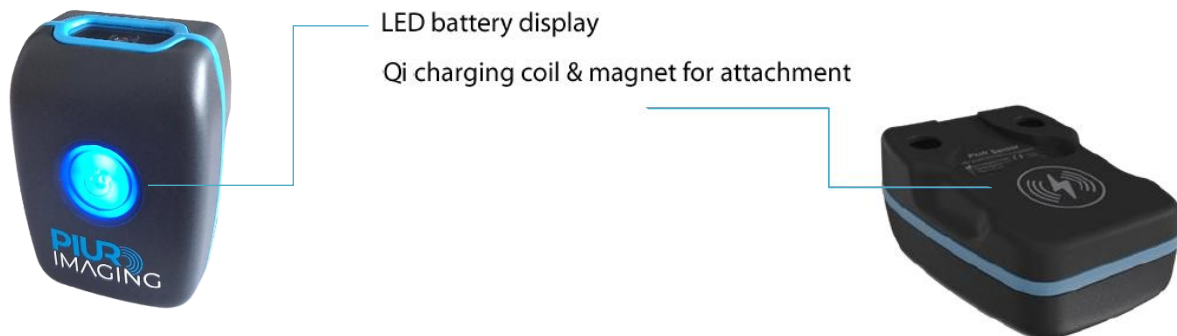 LED battery display
Qi charging coil & magnet for attachment
PIUR
IMAGING